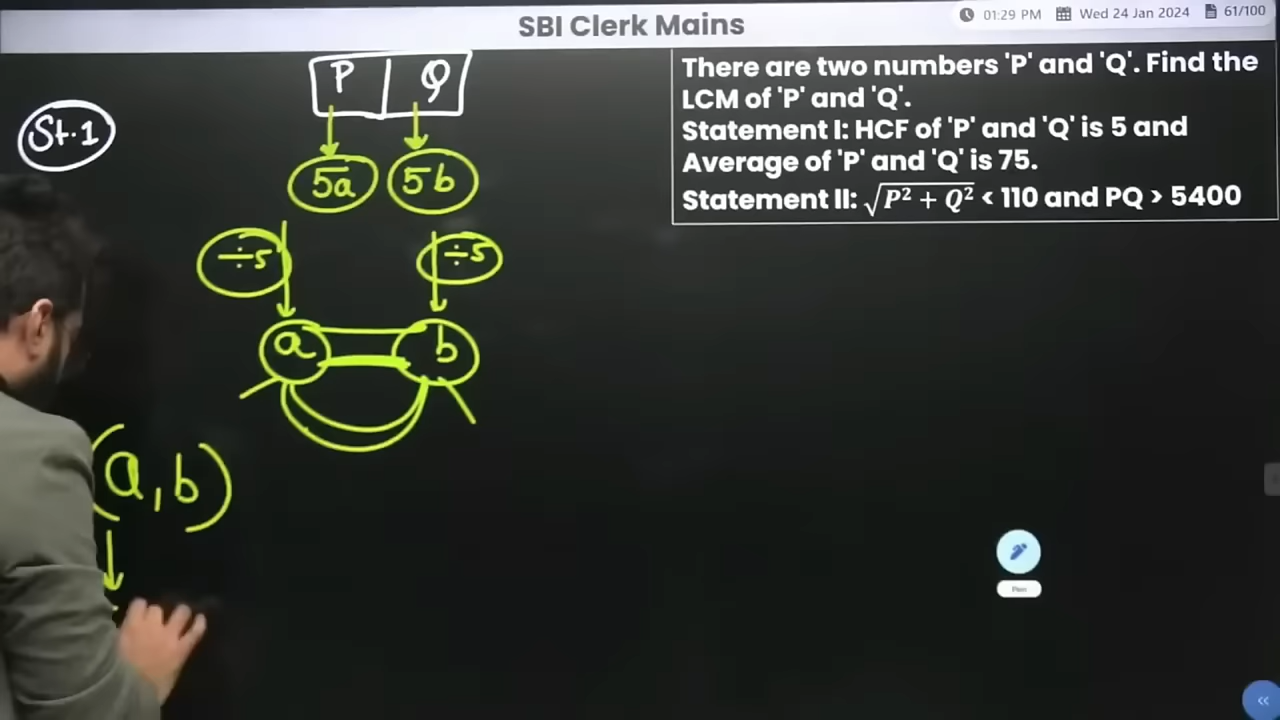 SBI Clerk Mains
01:29 PM Wed 24 Jan 2024 61/100
There are two numbers 'P' and 'Q'. Find the
LCM of 'P' and 'Q'.
Statement I: HCF of 'P' and 'Q' is 5 and
Average of 'P' and 'Q' is 75.
Statement II: √(P² + Q²) < 110 and PQ > 5400
St.1
P Q
5a 5b
÷5 ÷5
a b
(a, b)
Pen
«